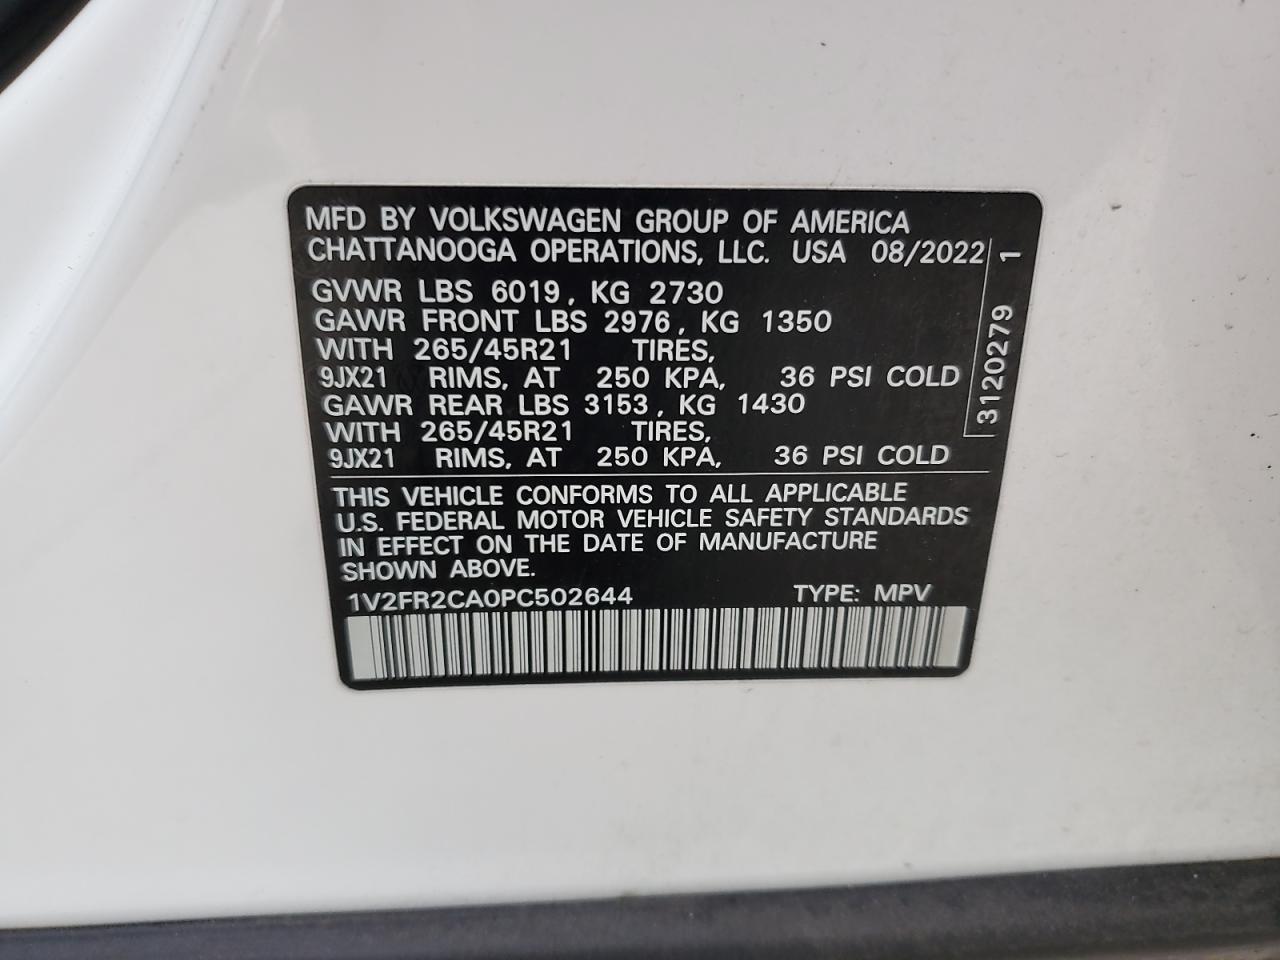 MFD BY VOLKSWAGEN GROUP OF AMERICA
CHATTANOOGA OPERATIONS, LLC. USA 08/2022
GVWR LBS 6019, KG 2730
GAWR FRONT LBS 2976, KG 1350
WITH 265/45R21 TIRES,
9JX21 RIMS, AT 250 KPA, 36 PSI COLD
GAWR REAR LBS 3153, KG 1430
WITH 265/45R21 TIRES,
9JX21 RIMS, AT 250 KPA, 36 PSI COLD
THIS VEHICLE CONFORMS TO ALL APPLICABLE
U.S. FEDERAL MOTOR VEHICLE SAFETY STANDARDS
IN EFFECT ON THE DATE OF MANUFACTURE
SHOWN ABOVE.
1V2FR2CA0PC502644 TYPE: MPV
3120279 1